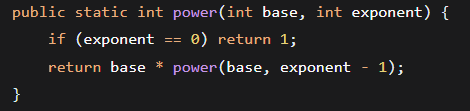 public static int power(int base, int exponent) {
    if (exponent == 0) return 1;
    return base * power(base, exponent - 1);
}